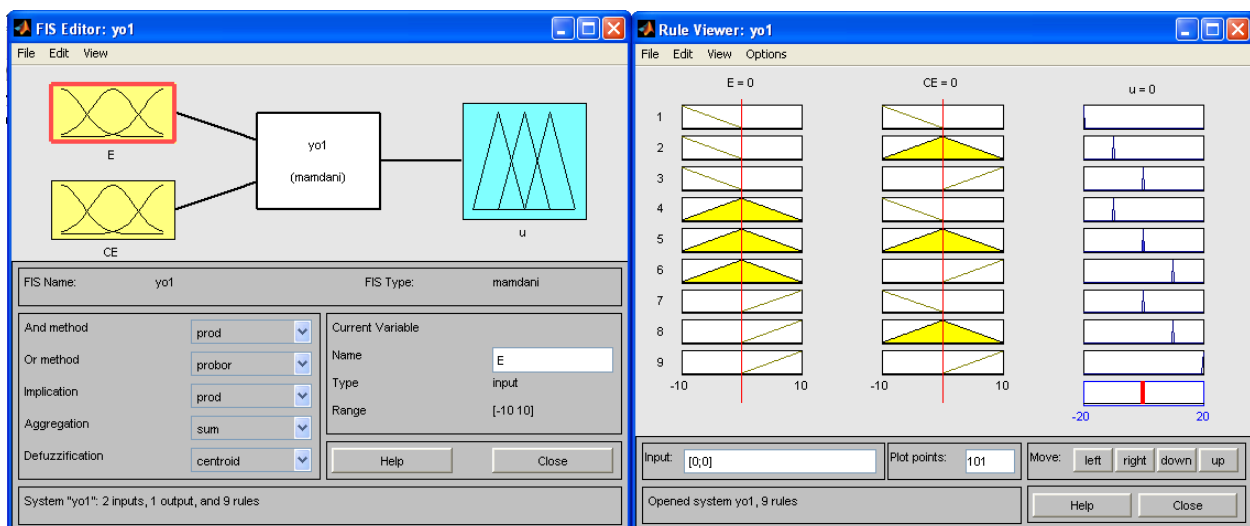 FIS Editor: yo1
File Edit View
E
yo1
(mamdani)
CE
u
FIS Name: yo1 FIS Type: mamdani
And method prod
Or method probor
Implication prod
Aggregation sum
Defuzzification centroid
Current Variable
Name E
Type input
Range [-10 10]
Help Close
System "yo1": 2 inputs, 1 output, and 9 rules
Rule Viewer: yo1
File Edit View Options
E = 0 CE = 0 u = 0
1
2
3
4
5
6
7
8
9
-10 10 -10 10
-20 20
Input: [0;0] Plot points: 101 Move: left right down up
Opened system yo1, 9 rules Help Close